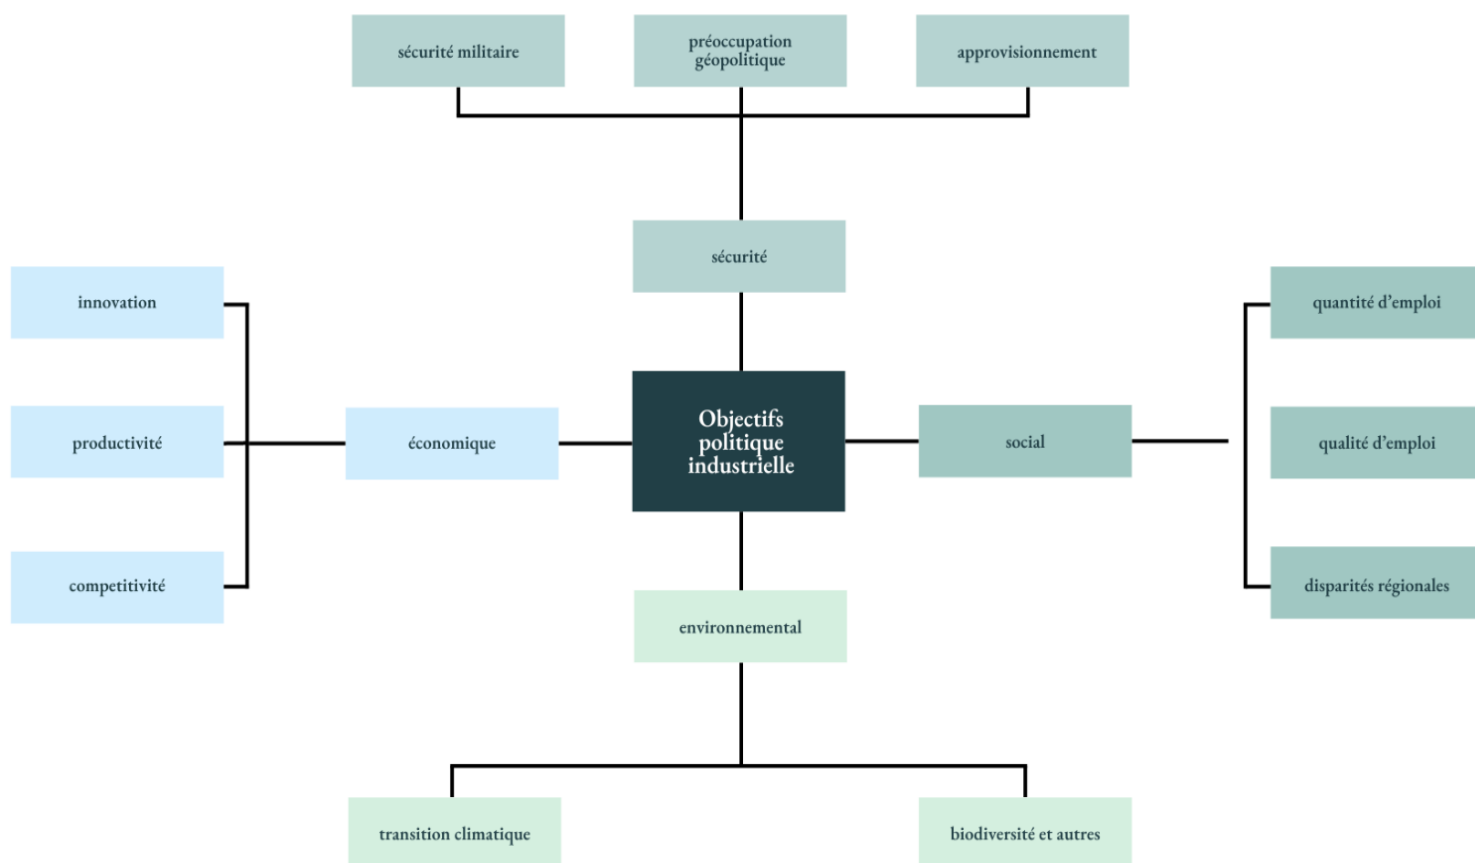 sécurité militaire
préoccupation
géopolitique
approvisionnement
sécurité
innovation
quantité d'emploi
Objectifs
politique
industrielle
productivité
économique
social
qualité d'emploi
competitivité
disparités régionales
environnemental
transition climatique
biodiversité et autres